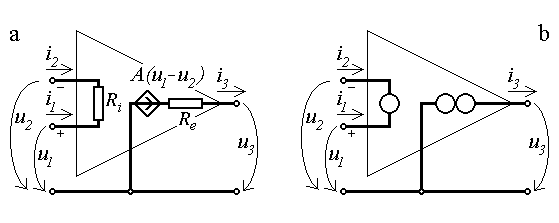 a
i2
A(u1-u2)
i3
−
i1
Ri
+
Re
u2
u1
u3
b
i2
i3
−
i1
+
u2
u1
u3